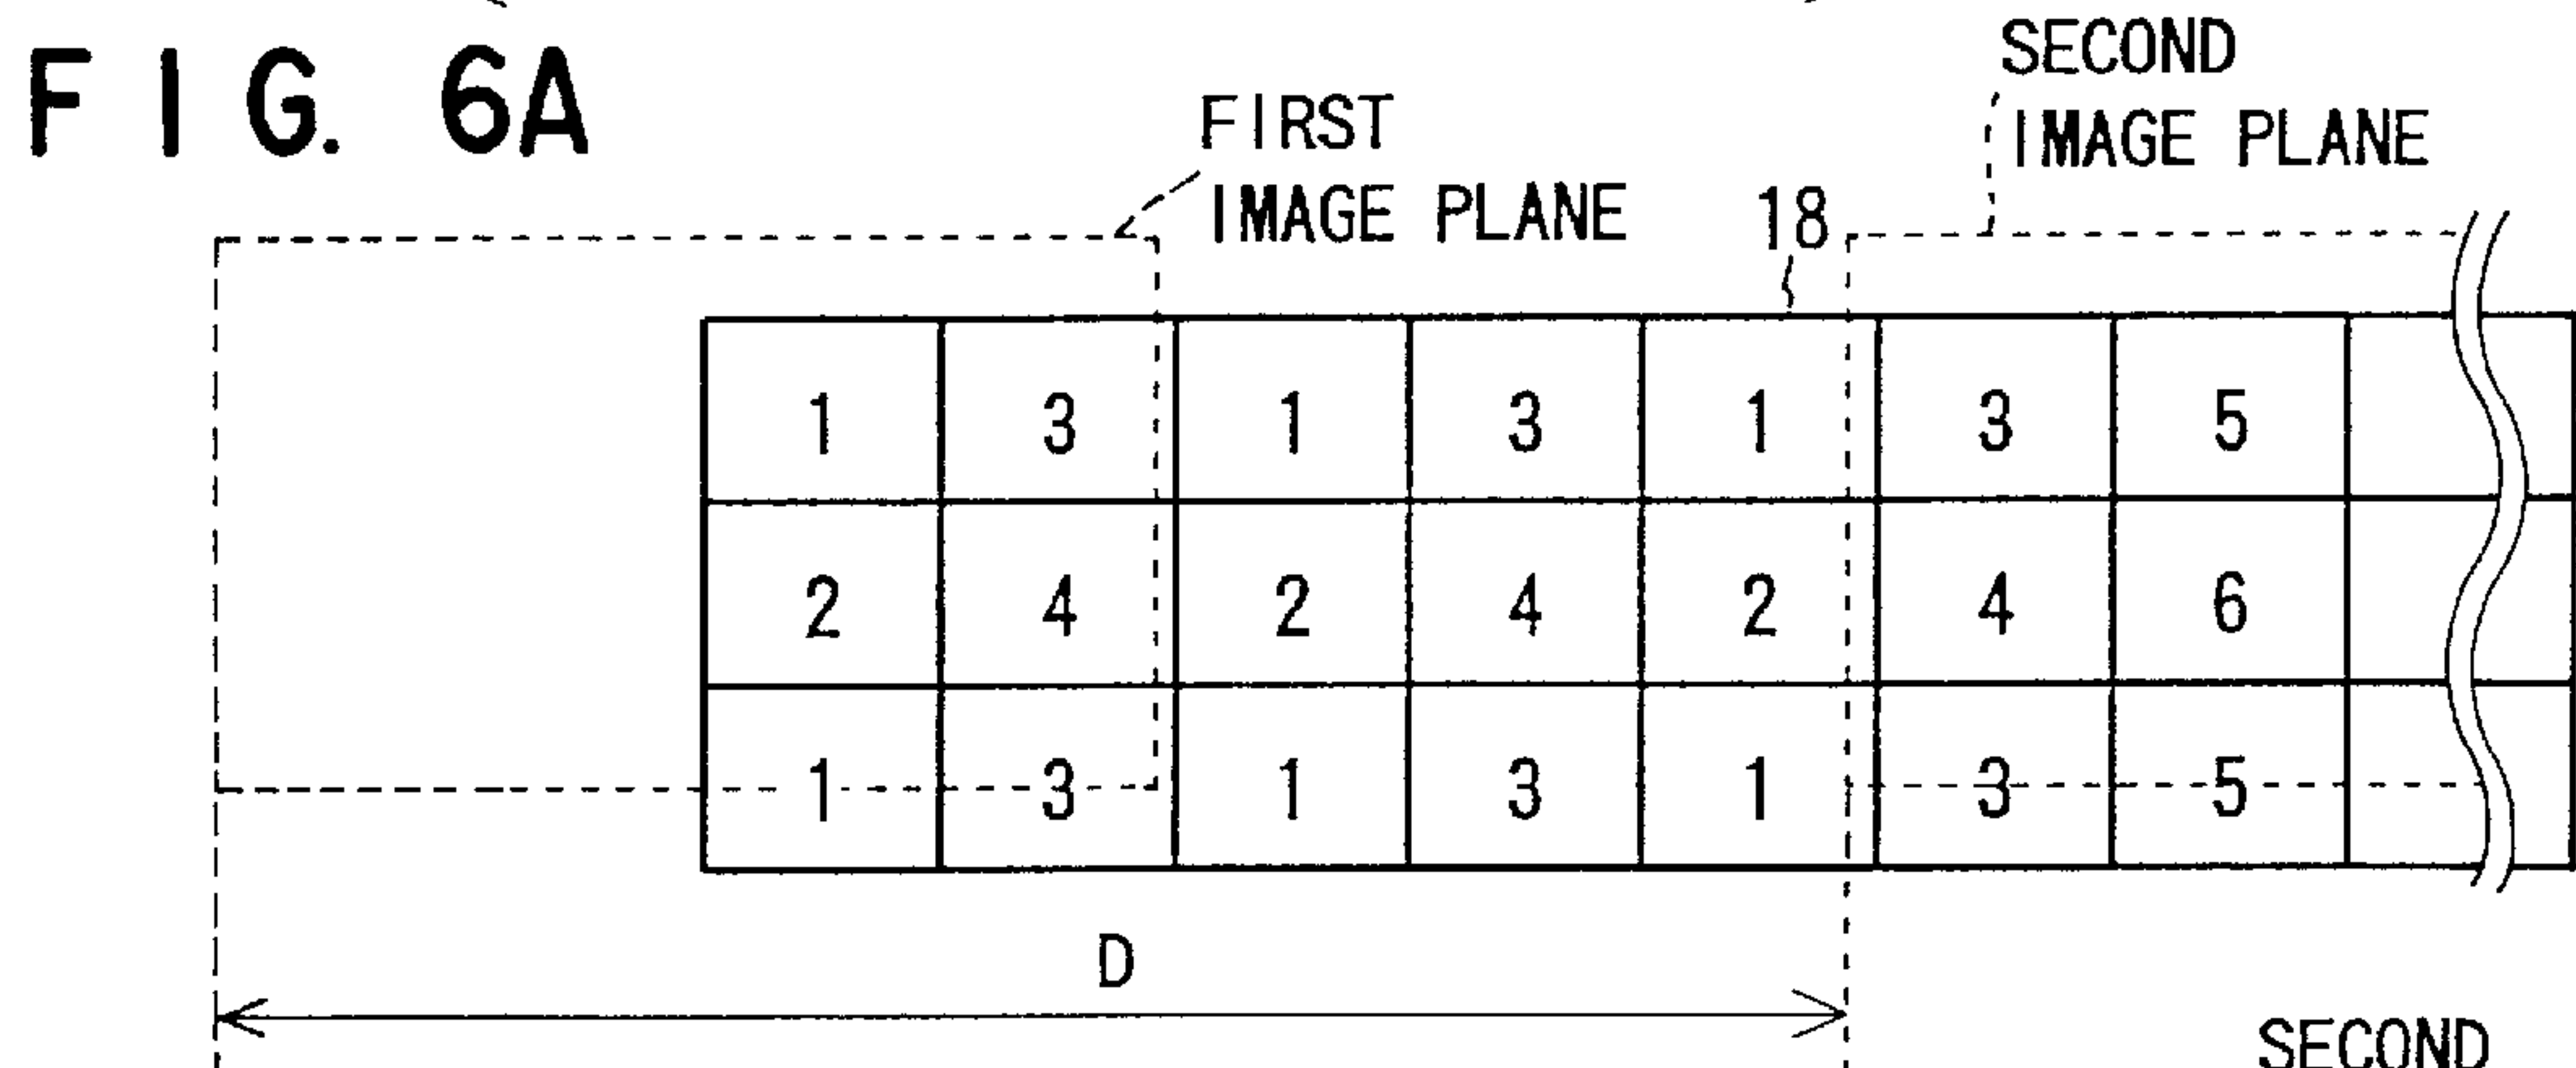 FIG. 6A
FIRST
IMAGE PLANE
SECOND
IMAGE PLANE
18
1 3 1 3 1 3 5
2 4 2 4 2 4 6
1 3 1 3 1 3 5
D
SECOND